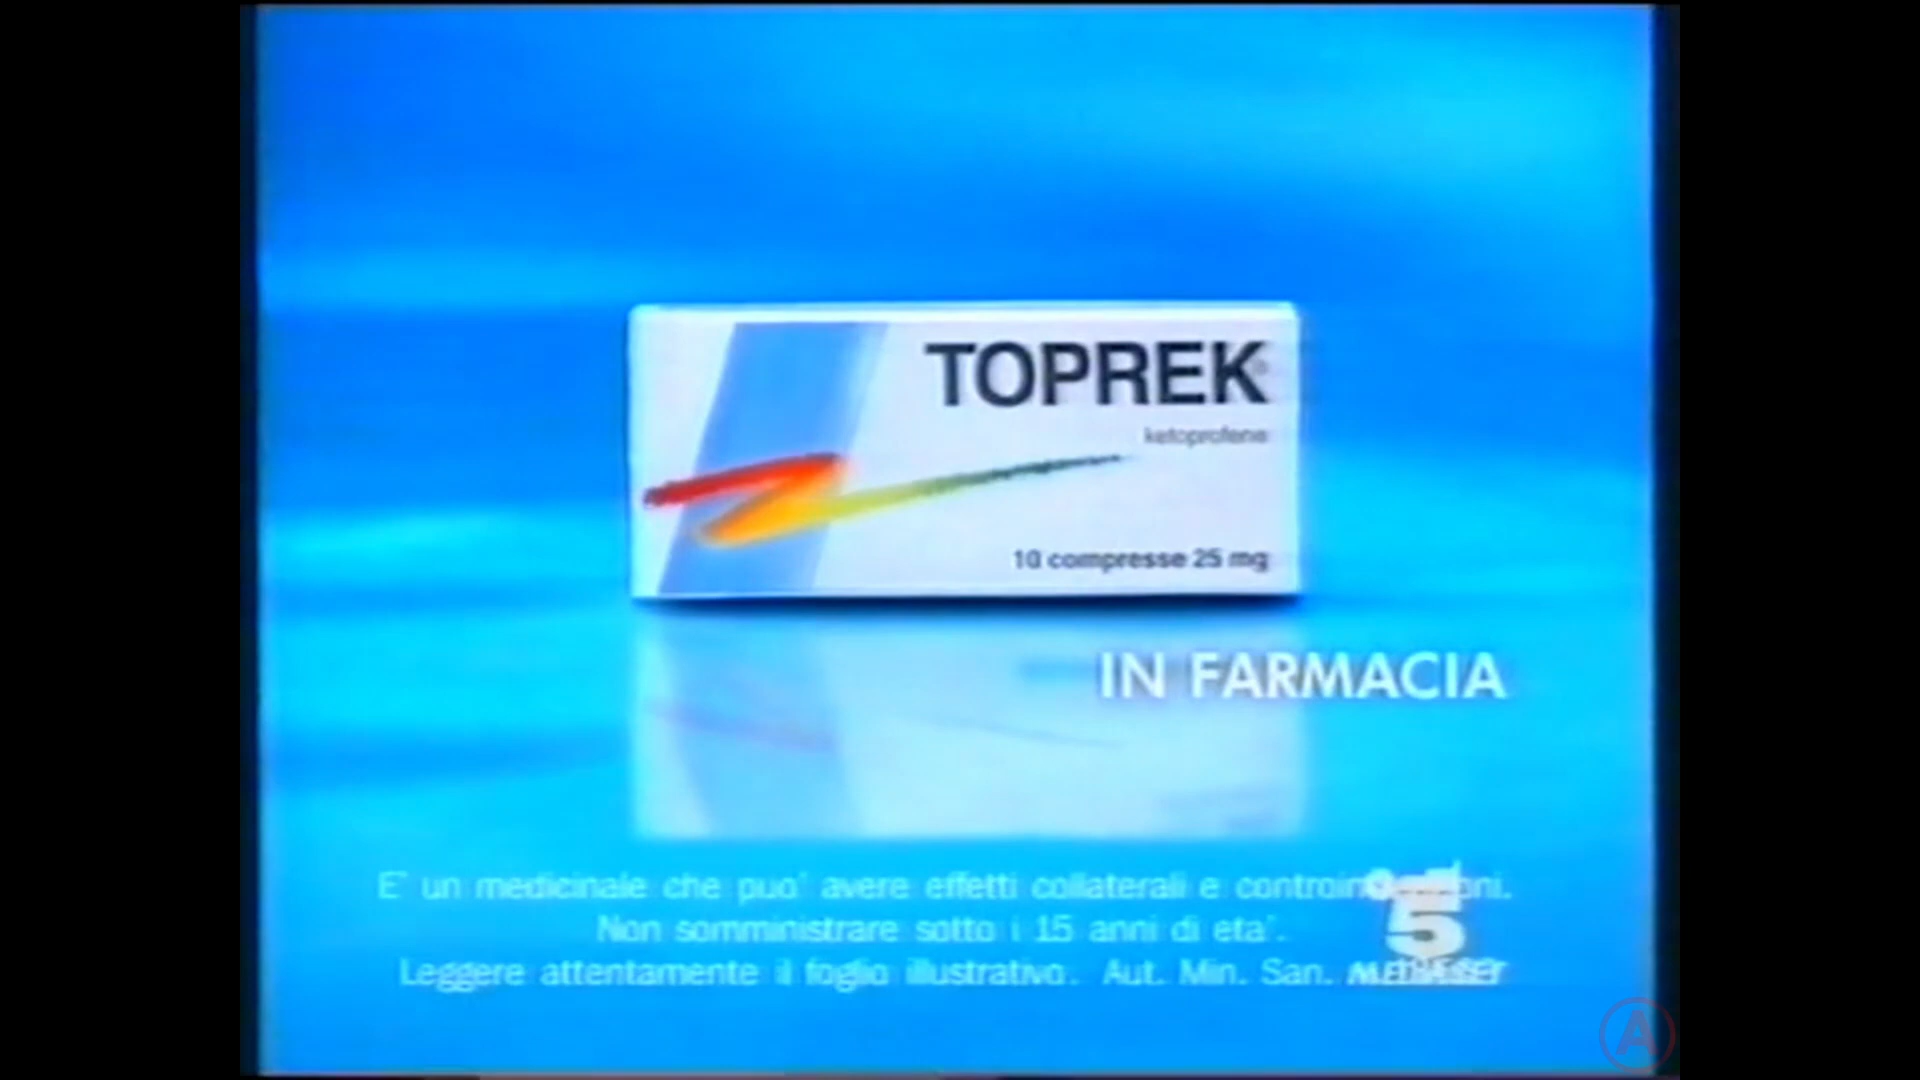 TOPREK®
ketoprofene
10 compresse 25 mg
IN FARMACIA
E' un medicinale che puo' avere effetti collaterali e
Non somministrare sotto i 15 anni di eta'.
Leggere attentamente il foglio illustrativo. Aut. Min. San.
5
MEDIASET
A